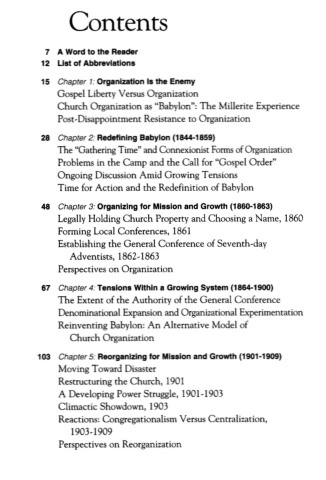 Contents
7 A Word to the Reader
12 List of Abbreviations
15 Chapter 1: Organization Is the Enemy
Gospel Liberty Versus Organization
Church Organization as "Babylon": The Millerite Experience
Post-Disappointment Resistance to Organization
28 Chapter 2: Redefining Babylon (1844-1859)
The "Gathering Time" and Connexionist Forms of Organization
Problems in the Camp and the Call for "Gospel Order"
Ongoing Discussion Amid Growing Tensions
Time for Action and the Redefinition of Babylon
48 Chapter 3: Organizing for Mission and Growth (1860-1863)
Legally Holding Church Property and Choosing a Name, 1860
Forming Local Conferences, 1861
Establishing the General Conference of Seventh-day
Adventists, 1862-1863
Perspectives on Organization
67 Chapter 4: Tensions Within a Growing System (1864-1900)
The Extent of the Authority of the General Conference
Denominational Expansion and Organizational Experimentation
Reinventing Babylon: An Alternative Model of
Church Organization
103 Chapter 5: Reorganizing for Mission and Growth (1901-1909)
Moving Toward Disaster
Restructuring the Church, 1901
A Developing Power Struggle, 1901-1903
Climactic Showdown, 1903
Reactions: Congregationalism Versus Centralization,
1903-1909
Perspectives on Reorganization